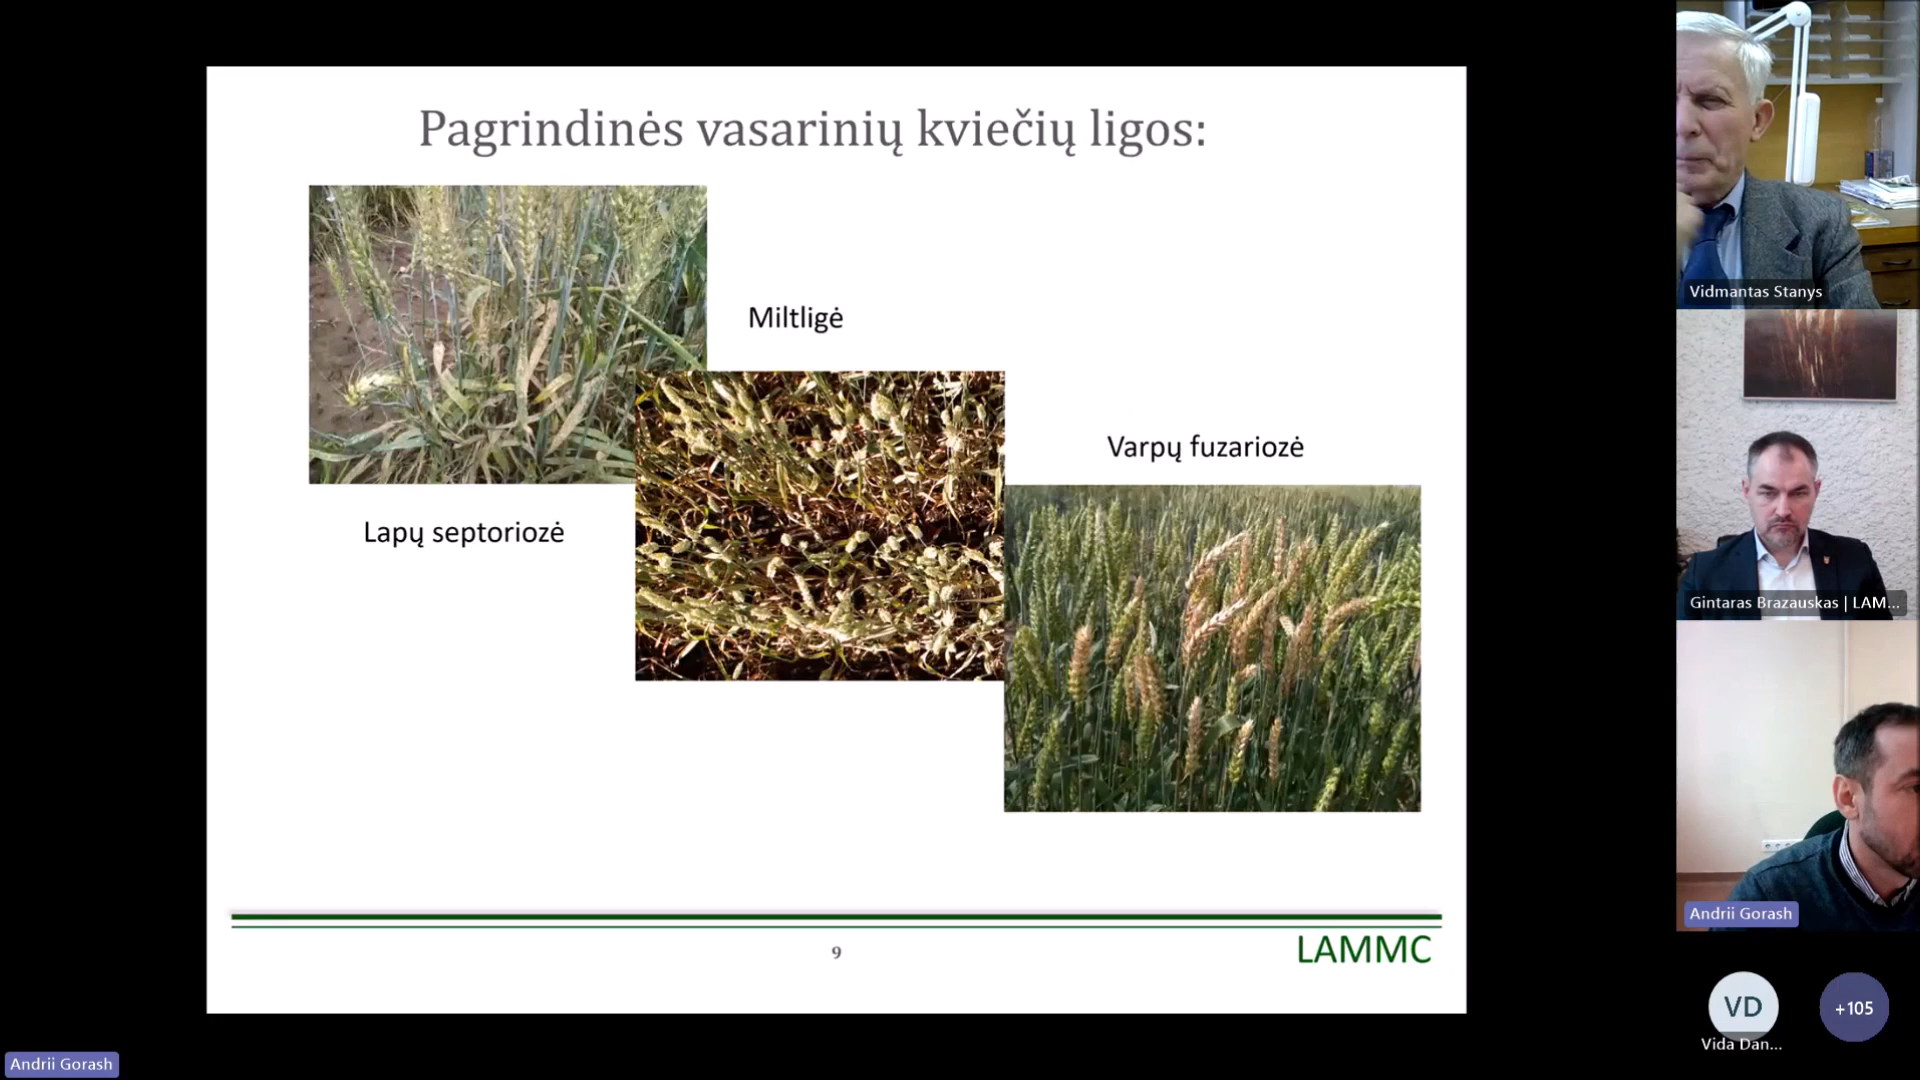 Pagrindinės vasarinių kviečių ligos:
Miltligė
Varpų fuzariozė
Lapų septoriozė
9
LAMMC
Vidmantas Stanys
Gintaras Brazauskas | LAM...
Andrii Gorash
VD
+105
Vida Dan...
Andrii Gorash